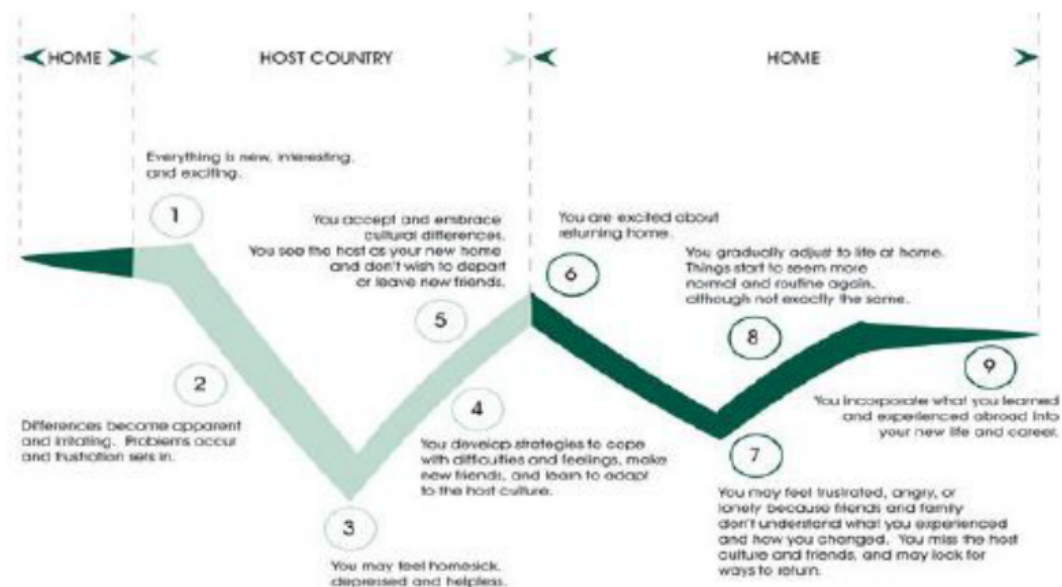 HOME
HOST COUNTRY
HOME
Everything is new, interesting,
and exciting.
1
You accept and embrace
cultural differences.
You see the host as your new home
and don't wish to depart
or leave new friends.
You are excited about
returning home.
6
You gradually adjust to life at home.
Things start to seem more
normal and routine again,
although not exactly the same.
5
8
2
9
Differences become apparent
and irritating. Problems occur
and frustration sets in.
4
You develop strategies to cope
with difficulties and feelings, make
new friends, and learn to adapt
to the host culture.
You incorporate what you learned
and experienced abroad into
your new life and career.
7
You may feel frustrated, angry, or
lonely because friends and family
don't understand what you experienced
and how you changed. You miss the host
culture and friends, and may look for
ways to return.
3
You may feel homesick,
depressed and helpless.